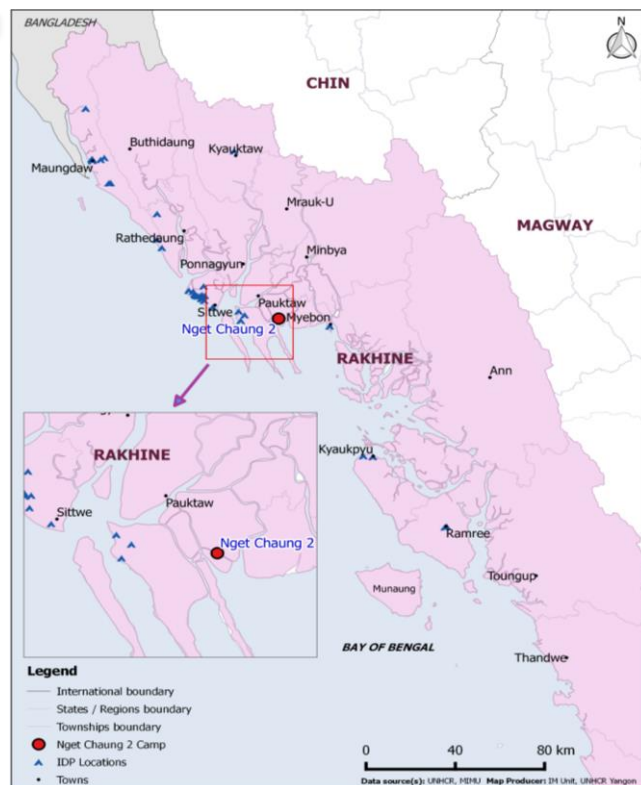 BANGLADESH
N
CHIN
Buthidaung
Kyauktaw
Maungdaw
Mrauk-U
MAGWAY
Rathedaung
Minbya
Ponnagyun
Pauktaw
Sittwe
Myebon
Nget Chaung 2
RAKHINE
Ann
Kyaukpyu
Ramree
Munaung
Toungup
BAY OF BENGAL
Thandwe
RAKHINE
Pauktaw
Sittwe
Nget Chaung 2
Legend
International boundary
States / Regions boundary
Townships boundary
Nget Chaung 2 Camp
IDP Locations
Towns
0 40 80 km
Data source(s): UNHCR, MIMU Map Producer: IM Unit, UNHCR Yangon